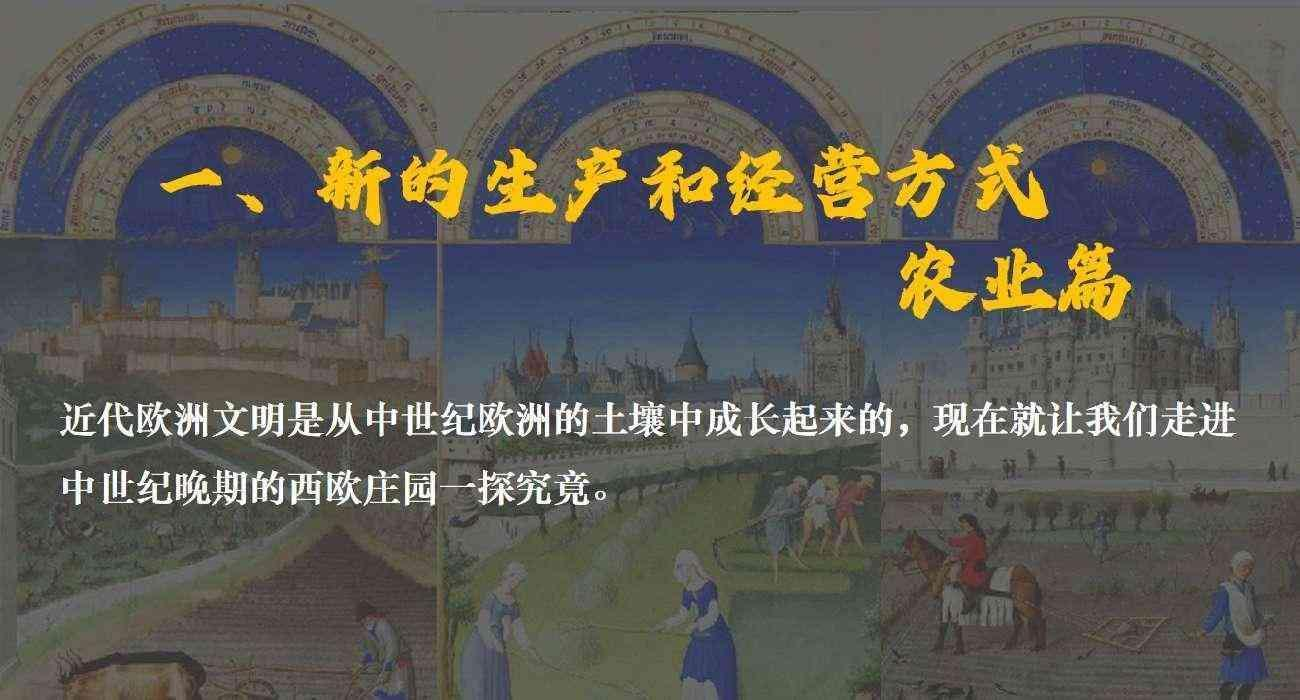 一、新的生产和经营方式
农业篇
近代欧洲文明是从中世纪欧洲的土壤中成长起来的，现在就让我们走进
中世纪晚期的西欧庄园一探究竟。